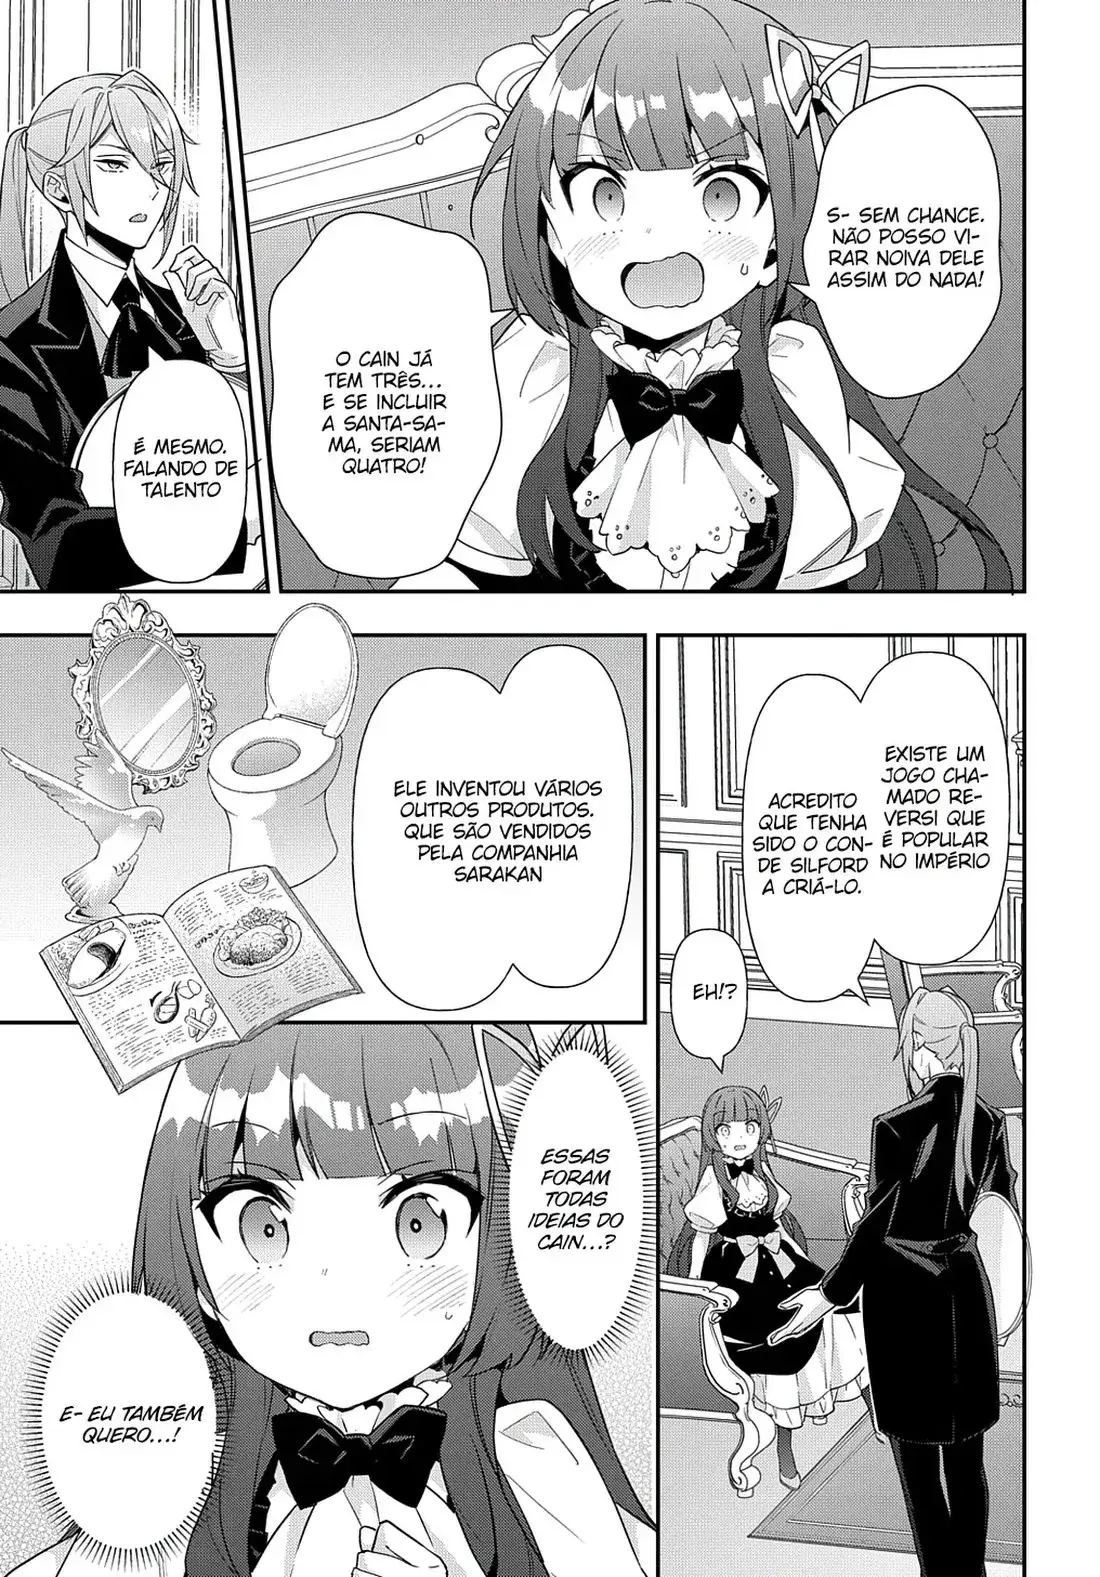 S- SEM CHANCE.
NÃO POSSO VI-
RAR NOIVA DELE
ASSIM DO NADA!
O CAIN JÁ
TEM TRÊS...
E SE INCLUIR
A SANTA-SA-
MA, SERIAM
QUATRO!
É MESMO.
FALANDO DE
TALENTO
EXISTE UM
JOGO CHA-
MADO RE-
VERSI QUE
É POPULAR
NO IMPÉRIO
ACREDITO
QUE TENHA
SIDO O CON-
DE SILFORD
A CRIÁ-LO.
EH!?
ELE INVENTOU VÁRIOS
OUTROS PRODUTOS.
QUE SÃO VENDIDOS
PELA COMPANHIA
SARAKAN
ESSAS
FORAM
TODAS
IDEIAS DO
CAIN...?
E- EU TAMBÉM
QUERO...!